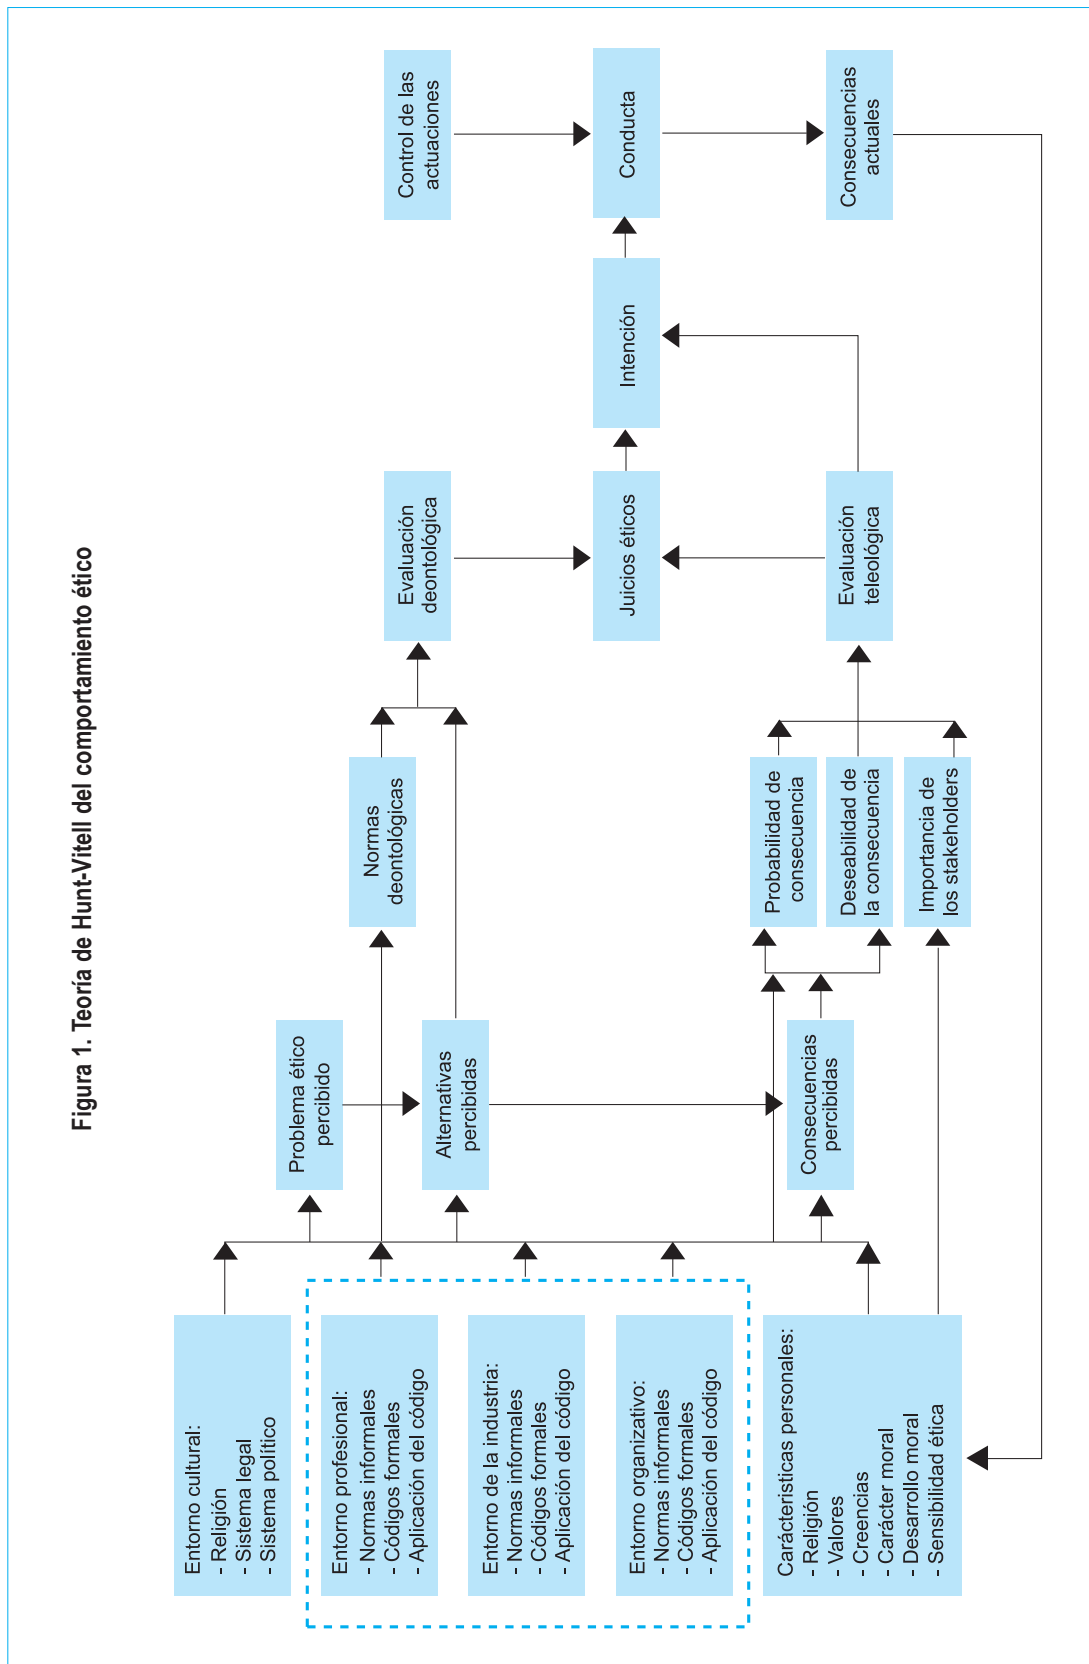 Figura 1. Teoría de Hunt-Vitell del comportamiento ético
Entorno cultural:
- Religión
- Sistema legal
- Sistema político
Entorno profesional:
- Normas informales
- Códigos formales
- Aplicación del código
Entorno de la industria:
- Normas informales
- Códigos formales
- Aplicación del código
Entorno organizativo:
- Normas informales
- Códigos formales
- Aplicación del código
Carácteristicas personales:
- Religión
- Valores
- Creencias
- Carácter moral
- Desarrollo moral
- Sensibilidad ética
Problema ético
percibido
Alternativas
percibidas
Consecuencias
percibidas
Normas
deontológicas
Probabilidad de
consecuencia
Deseabilidad de
la consecuencia
Importancia de
los stakeholders
Evaluación
deontológica
Juicios éticos
Evaluación
teleológica
Intención
Control de las
actuaciones
Conducta
Consecuencias
actuales